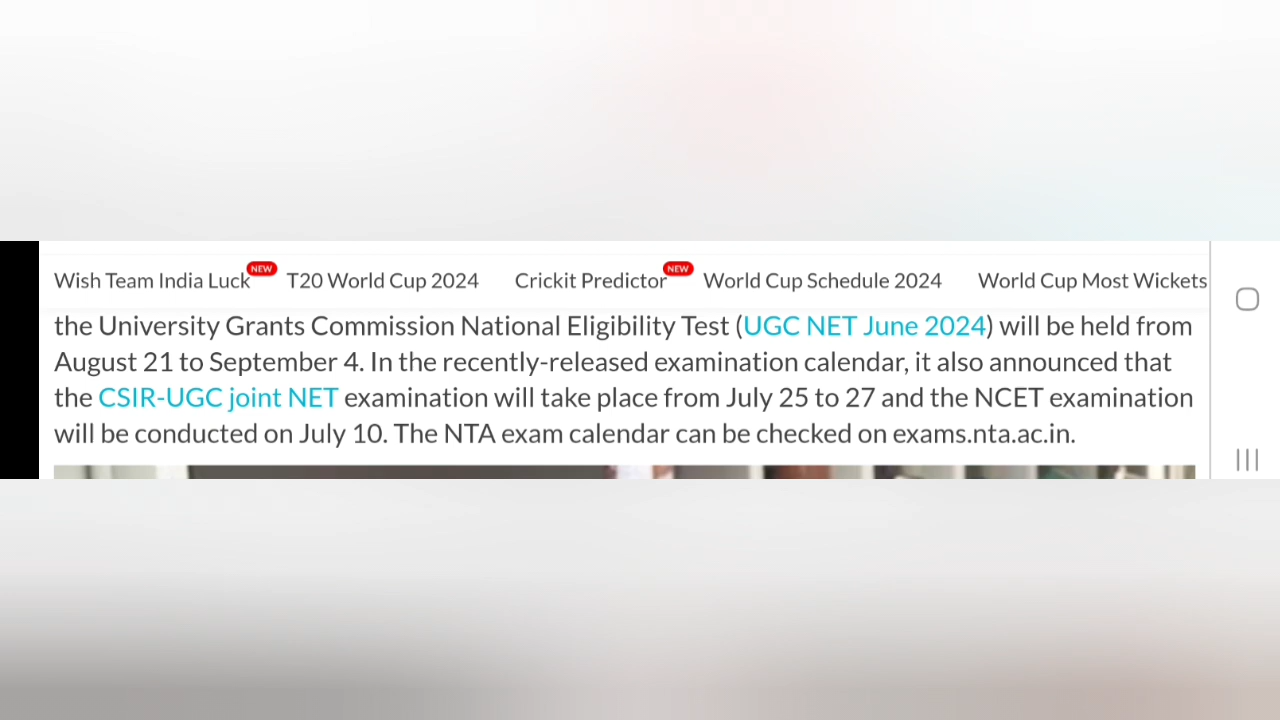 Wish Team India Luck NEW T20 World Cup 2024 Crickit Predictor NEW World Cup Schedule 2024 World Cup Most Wickets
the University Grants Commission National Eligibility Test (UGC NET June 2024) will be held from
August 21 to September 4. In the recently-released examination calendar, it also announced that
the CSIR-UGC joint NET examination will take place from July 25 to 27 and the NCET examination
will be conducted on July 10. The NTA exam calendar can be checked on exams.nta.ac.in.